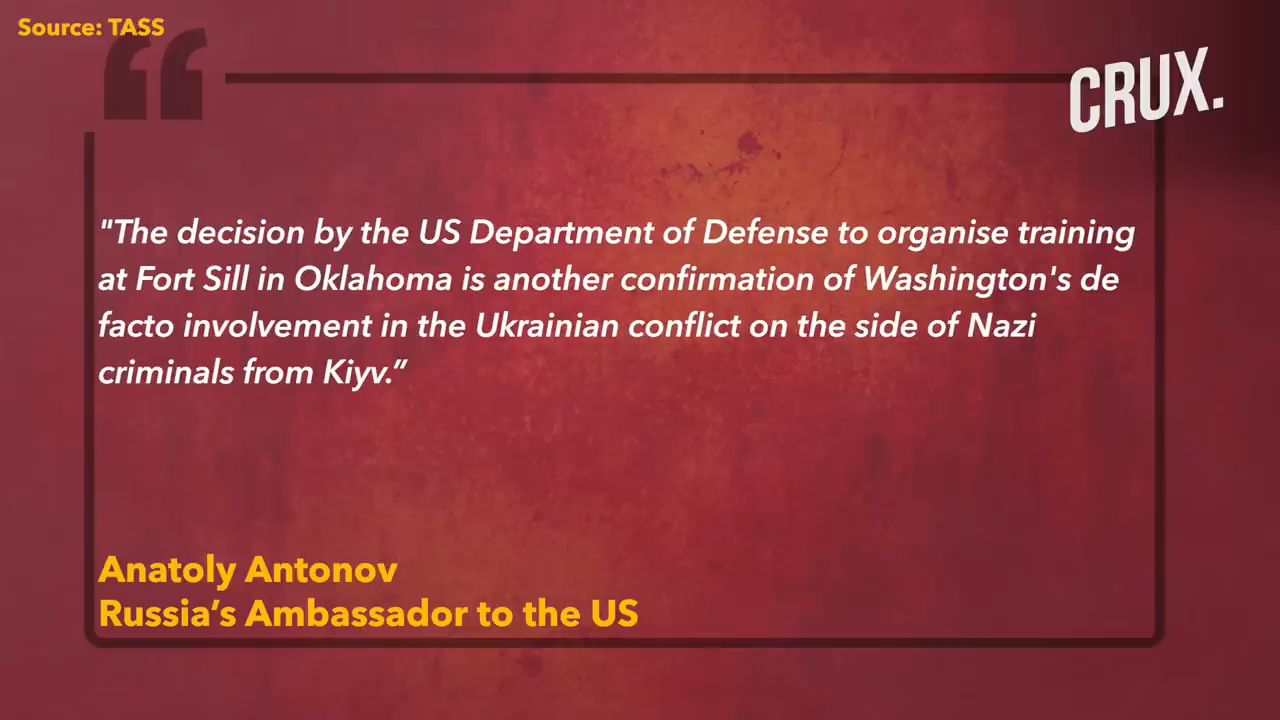 Source: TASS
CRUX.
"The decision by the US Department of Defense to organise training
at Fort Sill in Oklahoma is another confirmation of Washington's de
facto involvement in the Ukrainian conflict on the side of Nazi
criminals from Kiyv.”
Anatoly Antonov
Russia’s Ambassador to the US